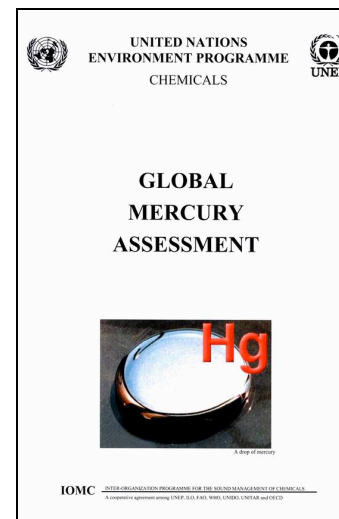 UNITED NATIONS
ENVIRONMENT PROGRAMME
CHEMICALS
UNE
GLOBAL
MERCURY
ASSESSMENT
Hg
A drop of mercury
IOMC
INTER-ORGANIZATION PROGRAMME FOR THE SOUND MANAGEMENT OF CHEMICALS
A cooperative agreement among UNEP, ILO, FAO, WHO, UNIDO, UNITAR and OECD